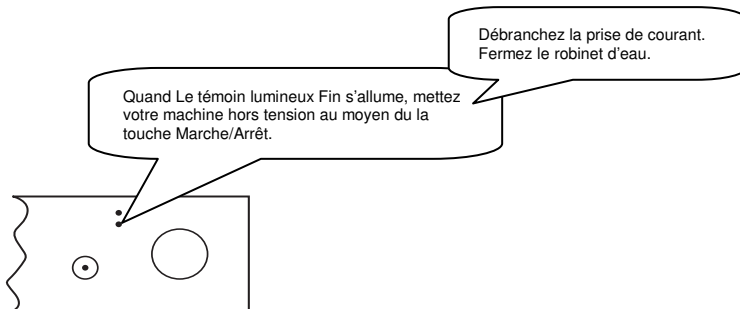 Débranchez la prise de courant.
Fermez le robinet d'eau.
Quand Le témoin lumineux Fin s'allume, mettez
votre machine hors tension au moyen du la
touche Marche/Arrêt.